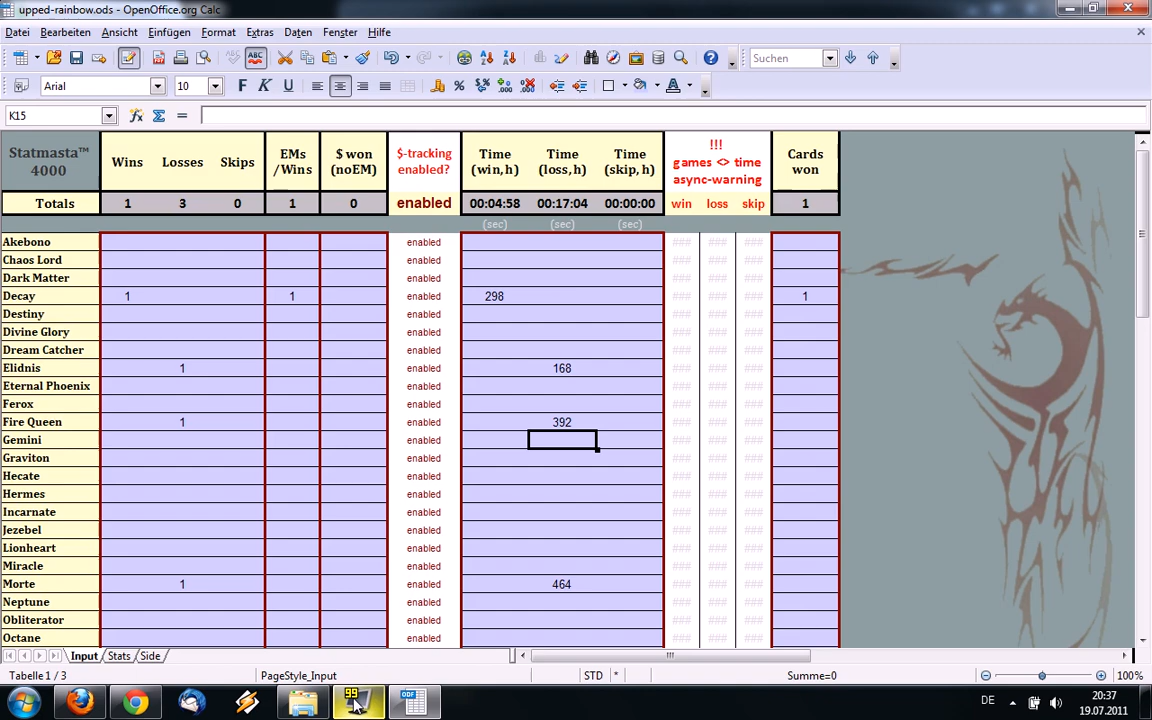 upped-rainbow.ods - OpenOffice.org Calc
Datei Bearbeiten Ansicht Einfügen Format Extras Daten Fenster Hilfe
Suchen
Arial 10 F K U
K15
Statmasta™ 4000
Wins Losses Skips
EMs /Wins
$ won (noEM)
$-tracking enabled?
Time (win,h)
Time (loss,h)
Time (skip,h)
!!!
games <> time
async-warning
Cards won
Totals 1 3 0 1 0 enabled 00:04:58 00:17:04 00:00:00 win loss skip 1
(sec) (sec) (sec)
Akebono enabled ### ### ###
Chaos Lord enabled ### ### ###
Dark Matter enabled ### ### ###
Decay 1 1 enabled 298 ### ### ### 1
Destiny enabled ### ### ###
Divine Glory enabled ### ### ###
Dream Catcher enabled ### ### ###
Elidnis 1 enabled 168 ### ### ###
Eternal Phoenix enabled ### ### ###
Ferox enabled ### ### ###
Fire Queen 1 enabled 392 ### ### ###
Gemini enabled ### ### ###
Graviton enabled ### ### ###
Hecate enabled ### ### ###
Hermes enabled ### ### ###
Incarnate enabled ### ### ###
Jezebel enabled ### ### ###
Lionheart enabled ### ### ###
Miracle enabled ### ### ###
Morte 1 enabled 464 ### ### ###
Neptune enabled ### ### ###
Obliterator enabled ### ### ###
Octane enabled ### ### ###
Input Stats Side
Tabelle 1 / 3 PageStyle_Input STD * Summe=0 100%
99 ODF DE 20:37
19.07.2011